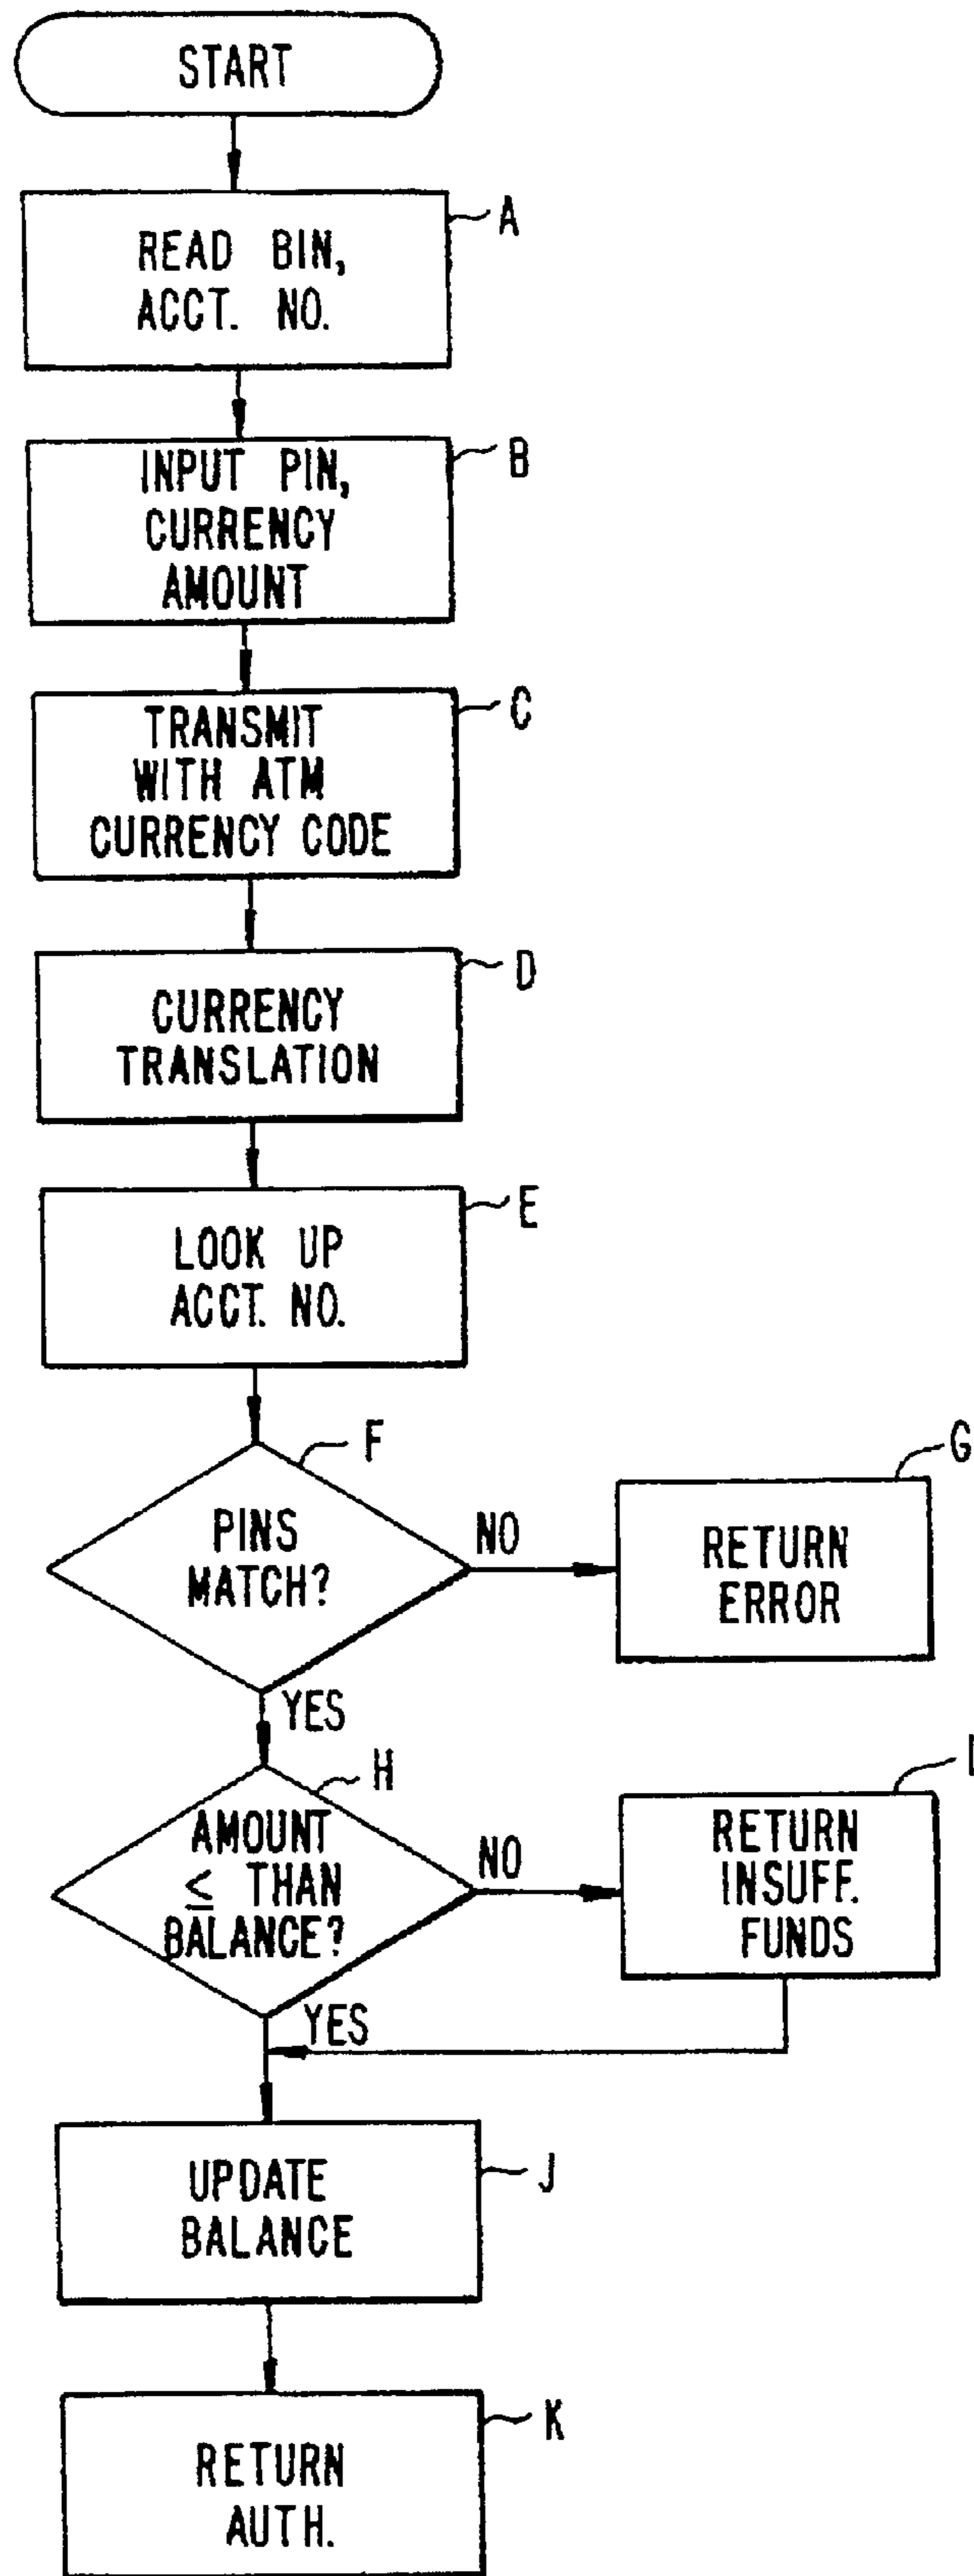 START
A
READ BIN,
ACCT. NO.
B
INPUT PIN,
CURRENCY
AMOUNT
C
TRANSMIT
WITH ATM
CURRENCY CODE
D
CURRENCY
TRANSLATION
E
LOOK UP
ACCT. NO.
F
PINS
MATCH?
NO
G
RETURN
ERROR
YES
H
AMOUNT
≤ THAN
BALANCE?
NO
RETURN
INSUFF.
FUNDS
YES
J
UPDATE
BALANCE
K
RETURN
AUTH.